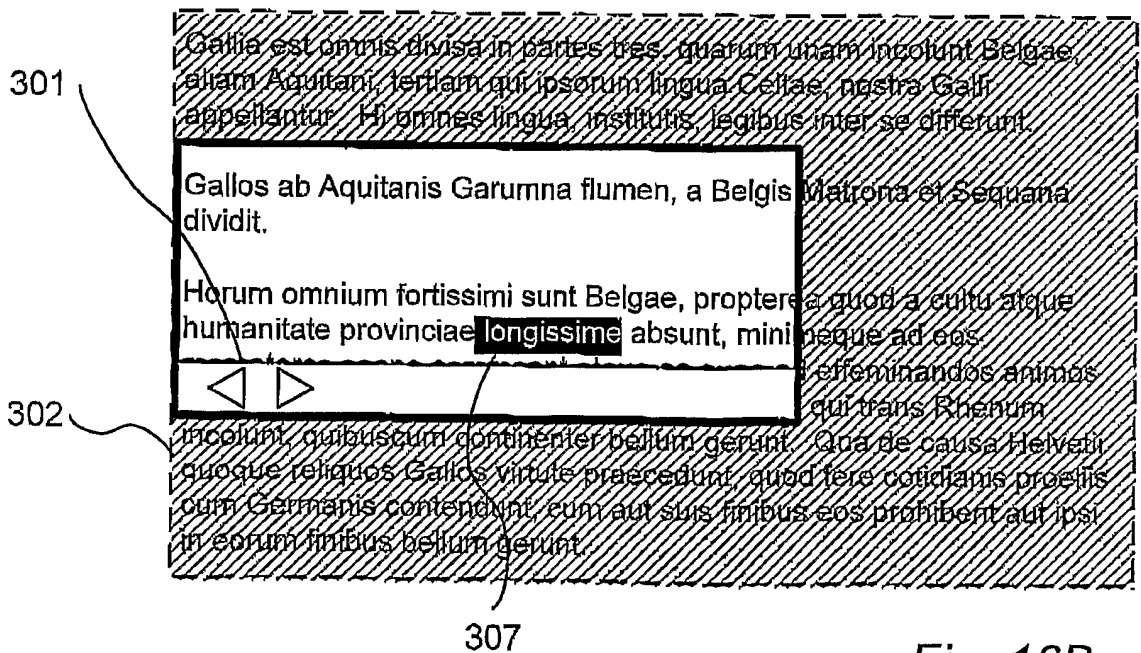 Gallia est omnis divisa in partes tres, quarum unam incolunt Belgae,
aliam Aquitani, tertiam qui ipsorum lingua Celtae, nostra Galli
appellantur. Hi omnes lingua, institutis, legibus inter se differunt.
301
Gallos ab Aquitanis Garumna flumen, a Belgis Matrona et Sequana
dividit.
Horum omnium fortissimi sunt Belgae, propterea quod a cultu atque
humanitate provinciae longissime absunt, minimeque ad eos
effeminandos animos
302
qui trans Rhenum
incolunt, quibuscum continenter bellum gerunt. Qua de causa Helvetii
quoque reliquos Gallos virtute praecedunt, quod fere cotidianis proeliis
cum Germanis contendunt, cum aut suis finibus eos prohibent aut ipsi
in eorum finibus bellum gerunt.
307
Fig. 16B